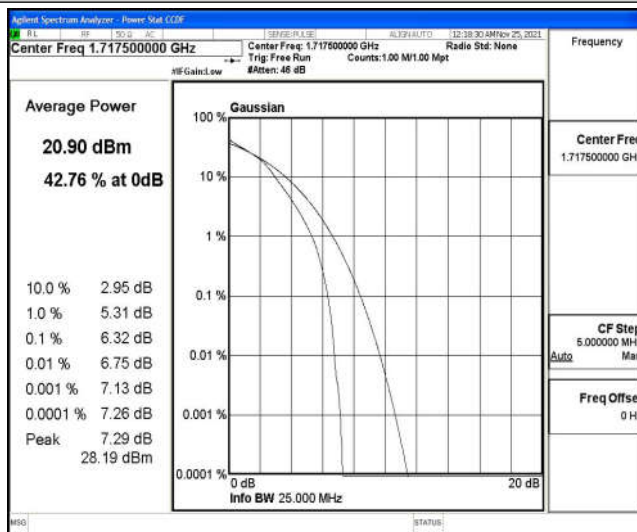 Agilent Spectrum Analyzer - Power Stat CCDF
RL RF 50 Ω AC SENSE:PULSE ALIGN AUTO 12:18:30 AM Nov 25, 2021
Center Freq 1.717500000 GHz
Center Freq: 1.717500000 GHz Radio Std: None
Trig: Free Run Counts:1.00 M/1.00 Mpt
#IFGain:Low #Atten: 46 dB
Frequency
Average Power
20.90 dBm
42.76 % at 0dB
10.0 % 2.95 dB
1.0 % 5.31 dB
0.1 % 6.32 dB
0.01 % 6.75 dB
0.001 % 7.13 dB
0.0001 % 7.26 dB
Peak 7.29 dB
28.19 dBm
Gaussian
100 %
10 %
1 %
0.1 %
0.01 %
0.001 %
0.0001 %
0 dB 20 dB
Info BW 25.000 MHz
Center Fre
1.717500000 GH
CF Step
5.000000 MH
Auto Ma
Freq Offse
0 H
MSG STATUS